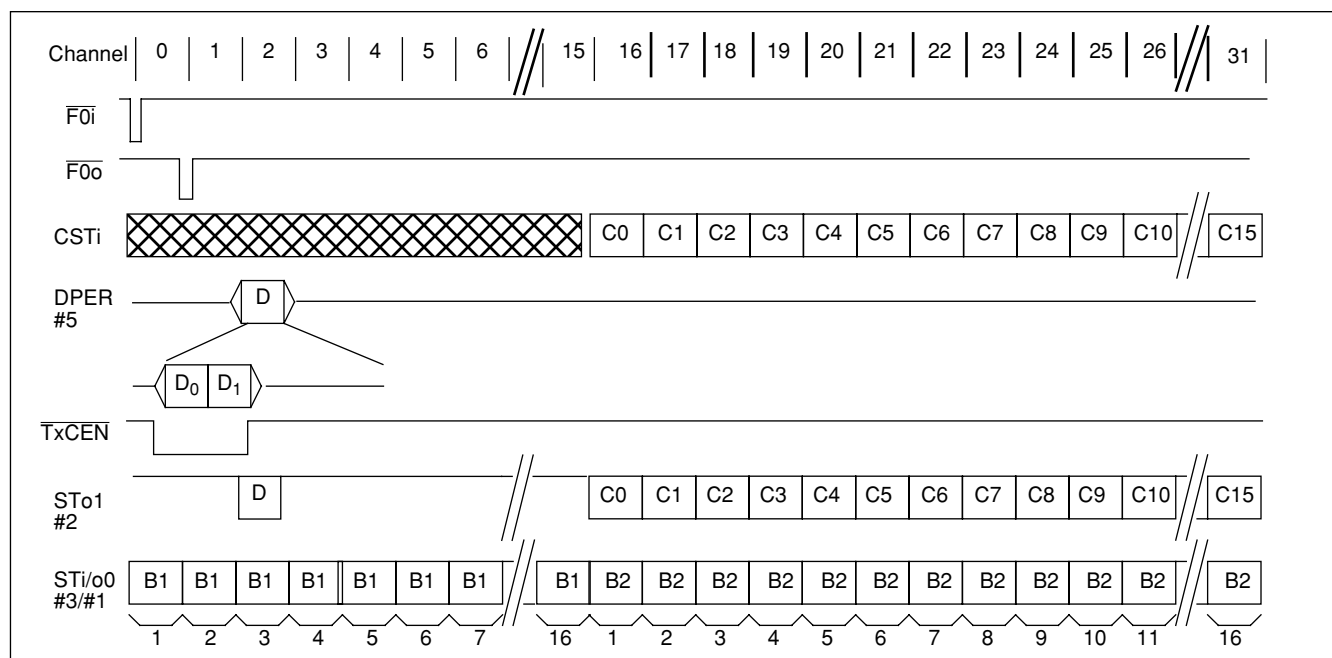 Channel 0 1 2 3 4 5 6 15 16 17 18 19 20 21 22 23 24 25 26 31
F0i
F0o
CSTi C0 C1 C2 C3 C4 C5 C6 C7 C8 C9 C10 C15
DPER
#5
D
D0 D1
TxCEN
STo1
#2
D C0 C1 C2 C3 C4 C5 C6 C7 C8 C9 C10 C15
STi/o0
#3/#1
B1 B1 B1 B1 B1 B1 B1 B1 B2 B2 B2 B2 B2 B2 B2 B2 B2 B2 B2 B2
1 2 3 4 5 6 7 16 1 2 3 4 5 6 7 8 9 10 11 16